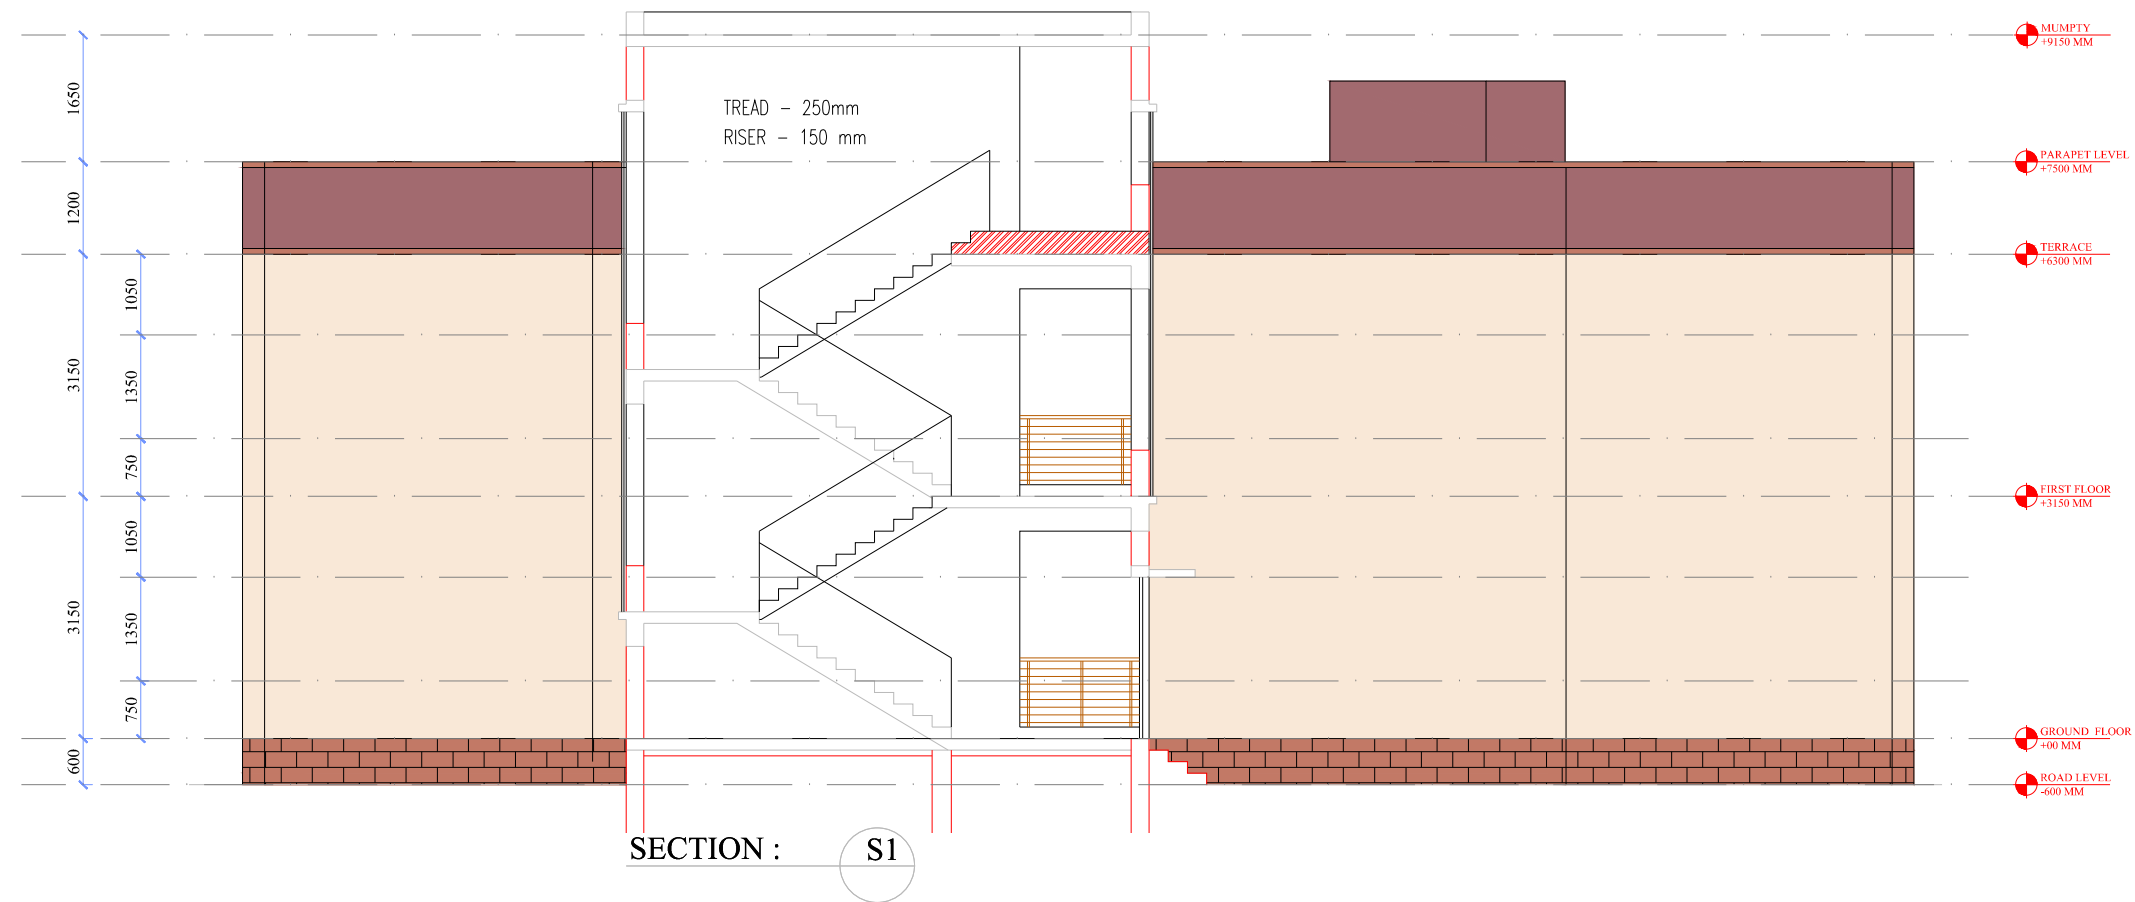 MUMPTY
+9150 MM
1650
TREAD - 250mm
RISER - 150 mm
PARAPET LEVEL
+7500 MM
1200
TERRACE
+6300 MM
1050
3150
1350
750
FIRST FLOOR
+3150 MM
1050
3150
1350
750
GROUND FLOOR
+00 MM
600
ROAD LEVEL
-600 MM
SECTION : S1